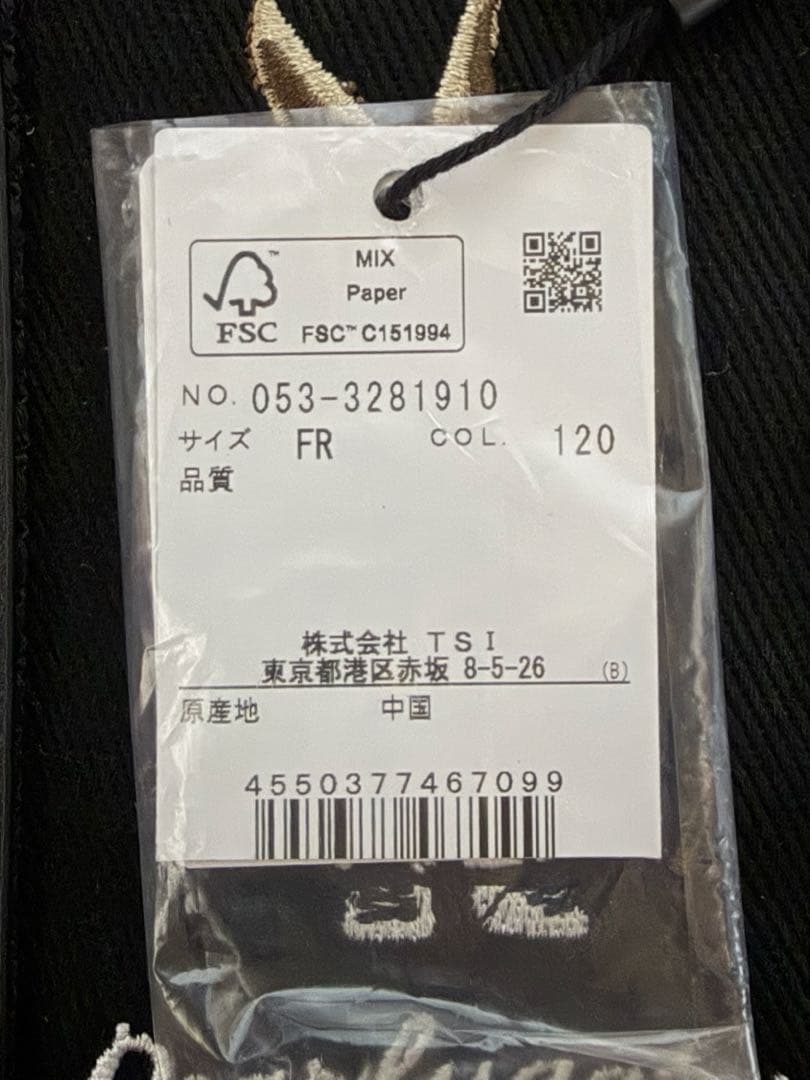 MIX
Paper
FSC™ FSC™ C151994
NO. 053-3281910
サイズ FR COL. 120
品質
株式会社 TSI
東京都港区赤坂 8-5-26 (B)
原産地 中国
4550377467099